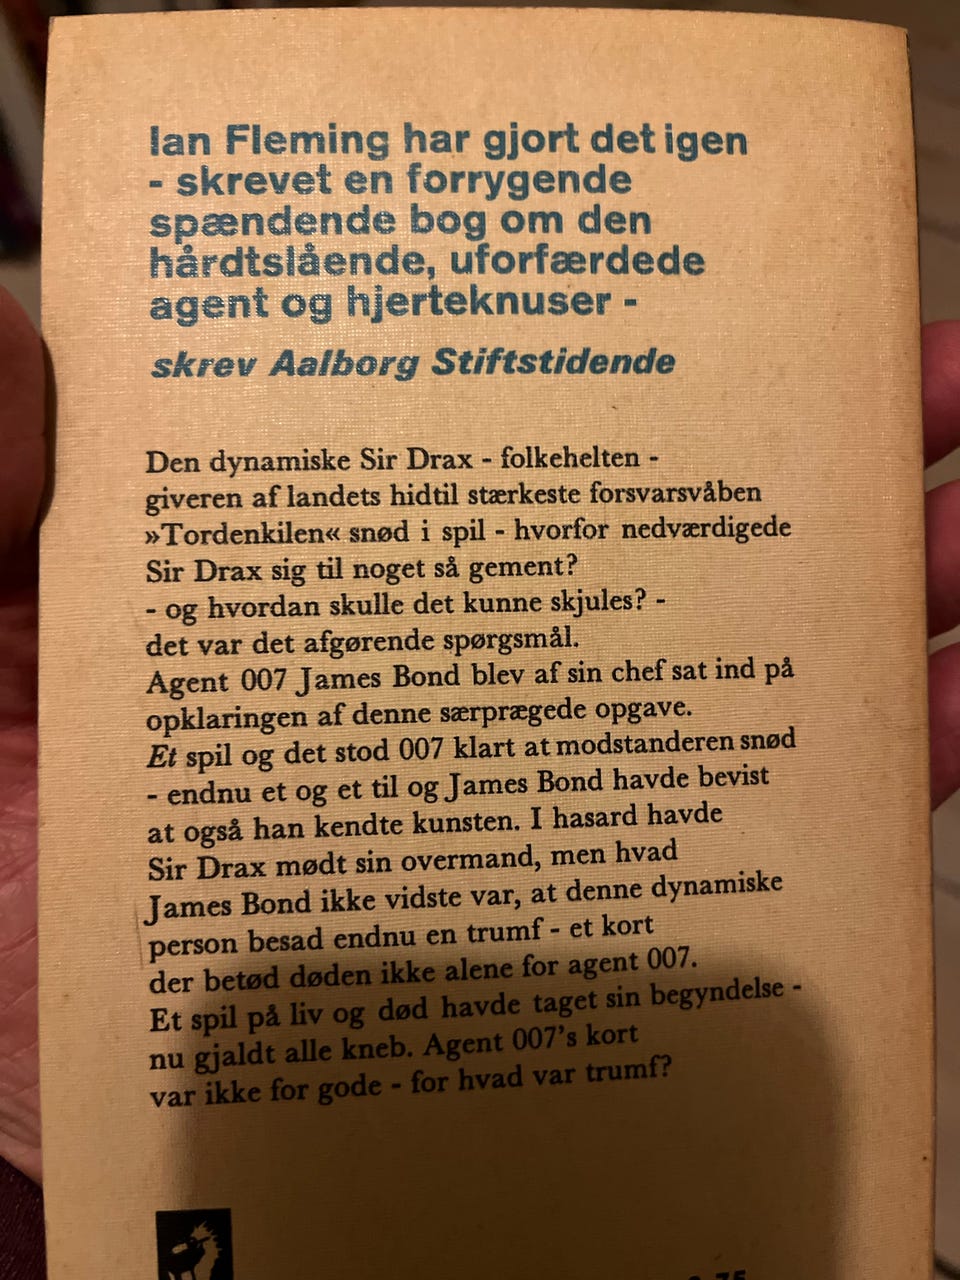 Ian Fleming har gjort det igen
- skrevet en forrygende
spændende bog om den
hårdtslående, uforfærdede
agent og hjerteknuser -
skrev Aalborg Stiftstidende
Den dynamiske Sir Drax - folkehelten -
giveren af landets hidtil stærkeste forsvarsvåben
»Tordenkilen« snød i spil - hvorfor nedværdigede
Sir Drax sig til noget så gement?
- og hvordan skulle det kunne skjules? -
det var det afgørende spørgsmål.
Agent 007 James Bond blev af sin chef sat ind på
opklaringen af denne særprægede opgave.
Et spil og det stod 007 klart at modstanderen snød
- endnu et og et til og James Bond havde bevist
at også han kendte kunsten. I hasard havde
Sir Drax mødt sin overmand, men hvad
James Bond ikke vidste var, at denne dynamiske
person besad endnu en trumf - et kort
der betød døden ikke alene for agent 007.
Et spil på liv og død havde taget sin begyndelse -
nu gjaldt alle kneb. Agent 007's kort
var ikke for gode - for hvad var trumf?